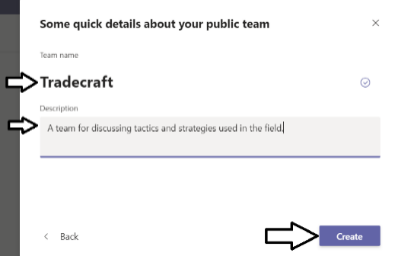 Some quick details about your public team
Team name
Tradecraft
Description
A team for discussing tactics and strategies used in the field.
< Back
Create